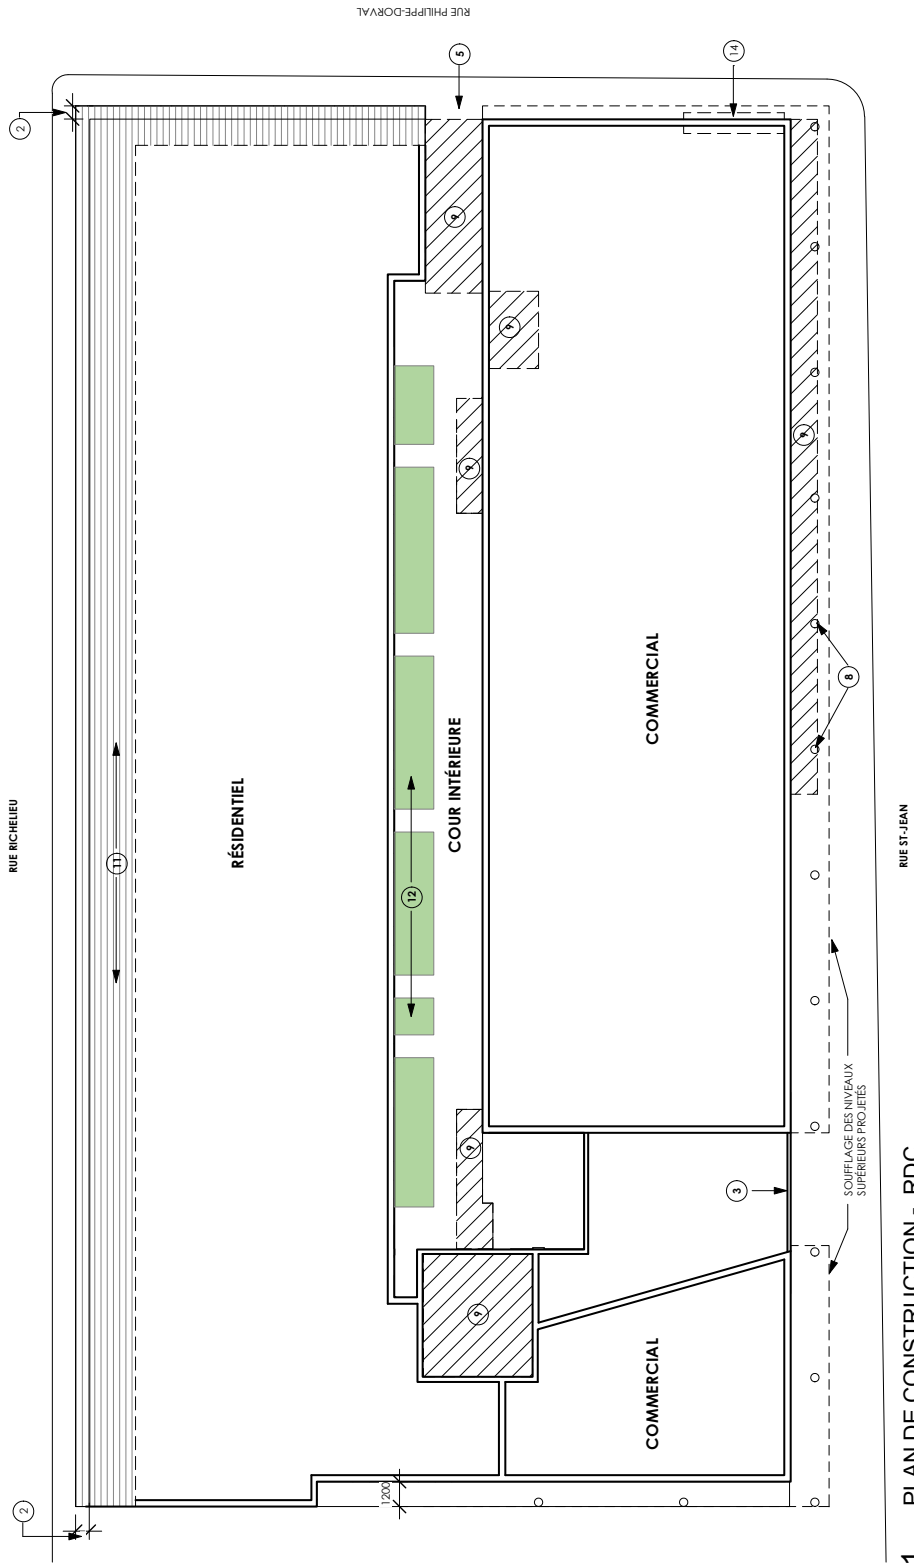 RUE RICHELIEU
2
2
11
RÉSIDENTIEL
RUE PHILIPPE-DORVAL
12
COUR INTÉRIEURE
5
9
9
9
9
9
1200
COMMERCIAL
COMMERCIAL
3
14
9
8
SOUFFLAGE DES NIVEAUX
SUPÉRIEURS PROJETÉS
RUE ST-JEAN
1 PLAN DE CONSTRUCTION - RDC